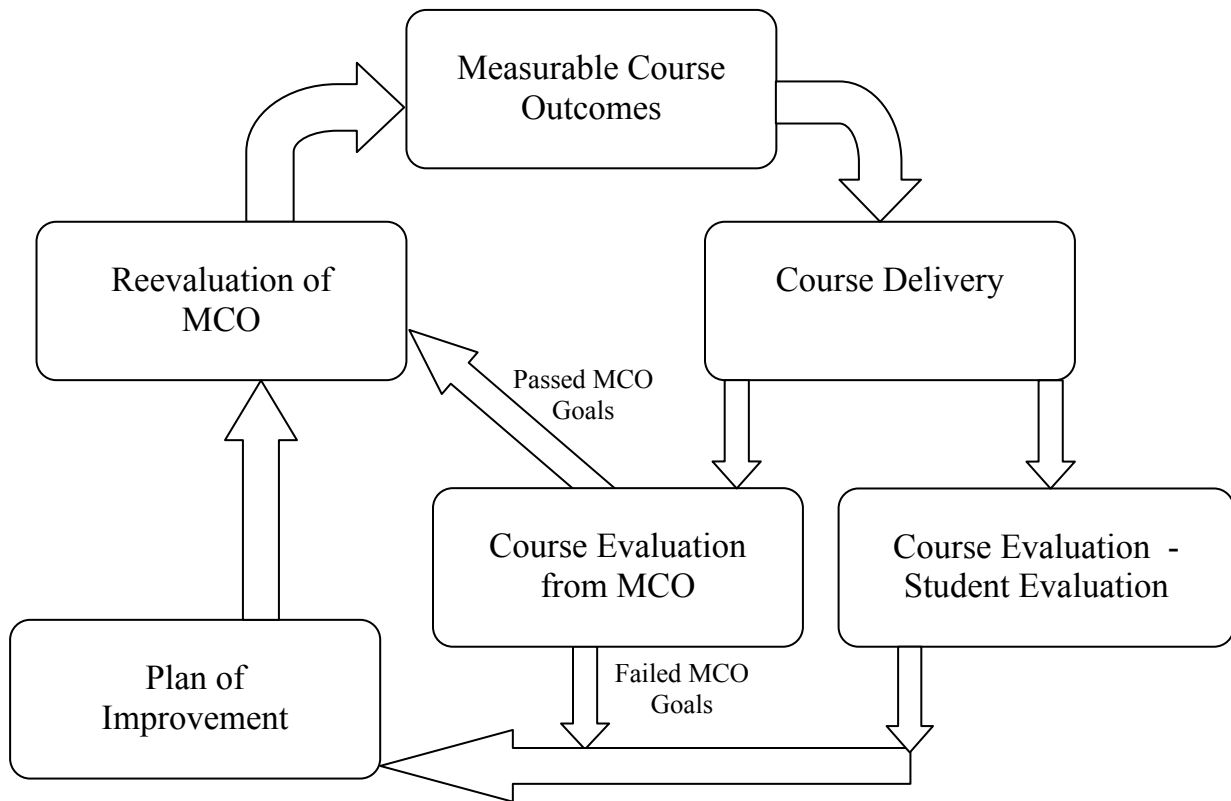 Measurable Course
Outcomes
Reevaluation of
MCO
Course Delivery
Passed MCO
Goals
Course Evaluation
from MCO
Course Evaluation  -
Student Evaluation
Plan of
Improvement
Failed MCO
Goals